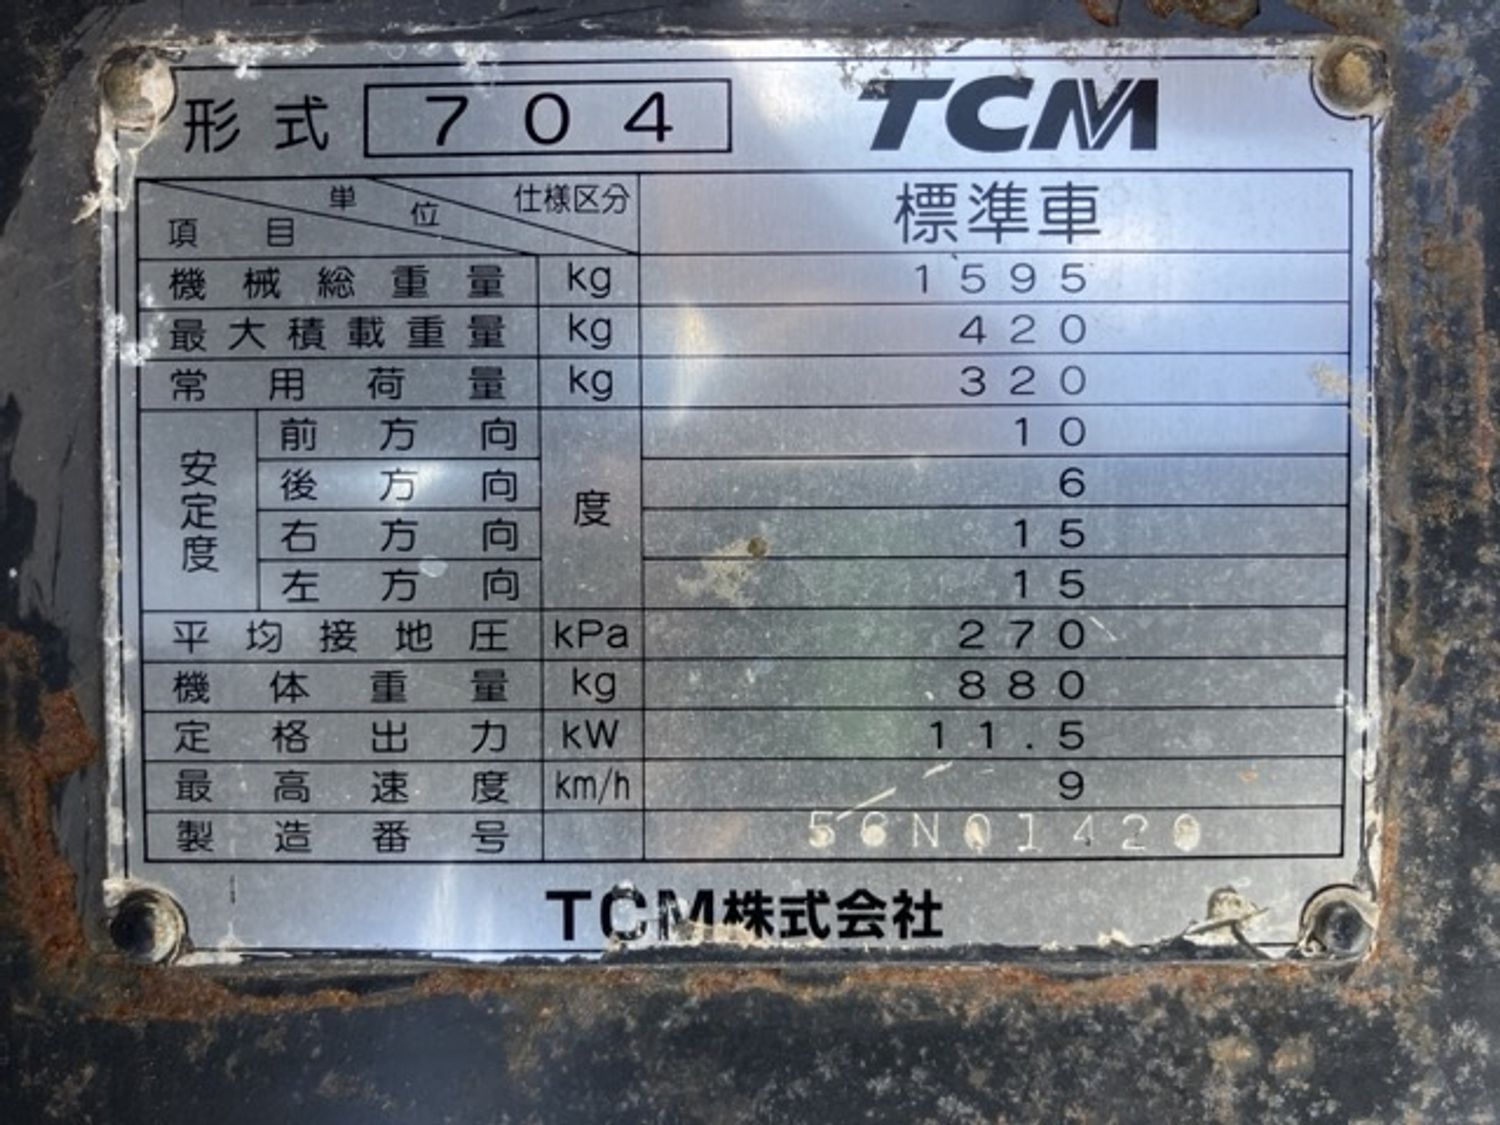 形式 704 TCM
項目 単位 仕様区分 標準車
機械総重量 kg 1595
最大積載重量 kg 420
常用荷量 kg 320
安定度 前方向 度 10
後方向 6
右方向 15
左方向 15
平均接地圧 kPa 270
機体重量 kg 880
定格出力 kW 11.5
最高速度 km/h 9
製造番号 56N01420
TCM株式会社